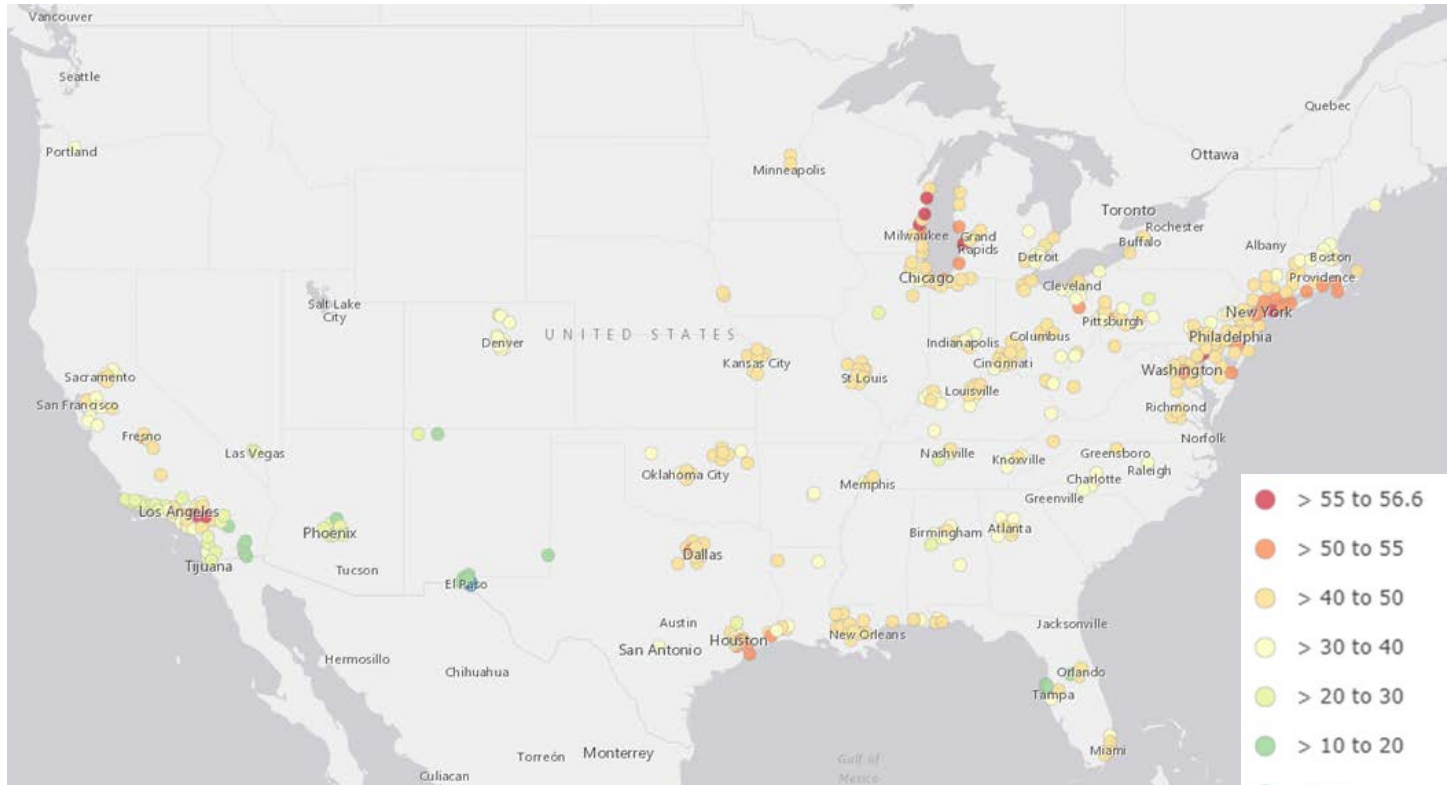 Vancouver
Seattle
Portland
Quebec
Ottawa
Minneapolis
Toronto
Rochester
Buffalo
Albany
Milwaukee
Grand
Rapids
Detroit
Boston
Providence
Chicago
Cleveland
Salt Lake
City
Denver
UNITED STATES
Pittsburgh
New York
Philadelphia
Columbus
Indianapolis
Cincinnati
Kansas City
St Louis
Washington
Sacramento
San Francisco
Louisville
Richmond
Norfolk
Fresno
Las Vegas
Nashville
Knoxville
Greensboro
Raleigh
Oklahoma City
Memphis
Charlotte
Greenville
Los Angeles
Phoenix
Birmingham
Atlanta
Dallas
Tijuana
Tucson
El Paso
Austin
Houston
New Orleans
Jacksonville
San Antonio
Hermosillo
Chihuahua
Orlando
Tampa
Torreón
Monterrey
Miami
Culiacan
Gulf of
Mexico
> 55 to 56.6
> 50 to 55
> 40 to 50
> 30 to 40
> 20 to 30
> 10 to 20